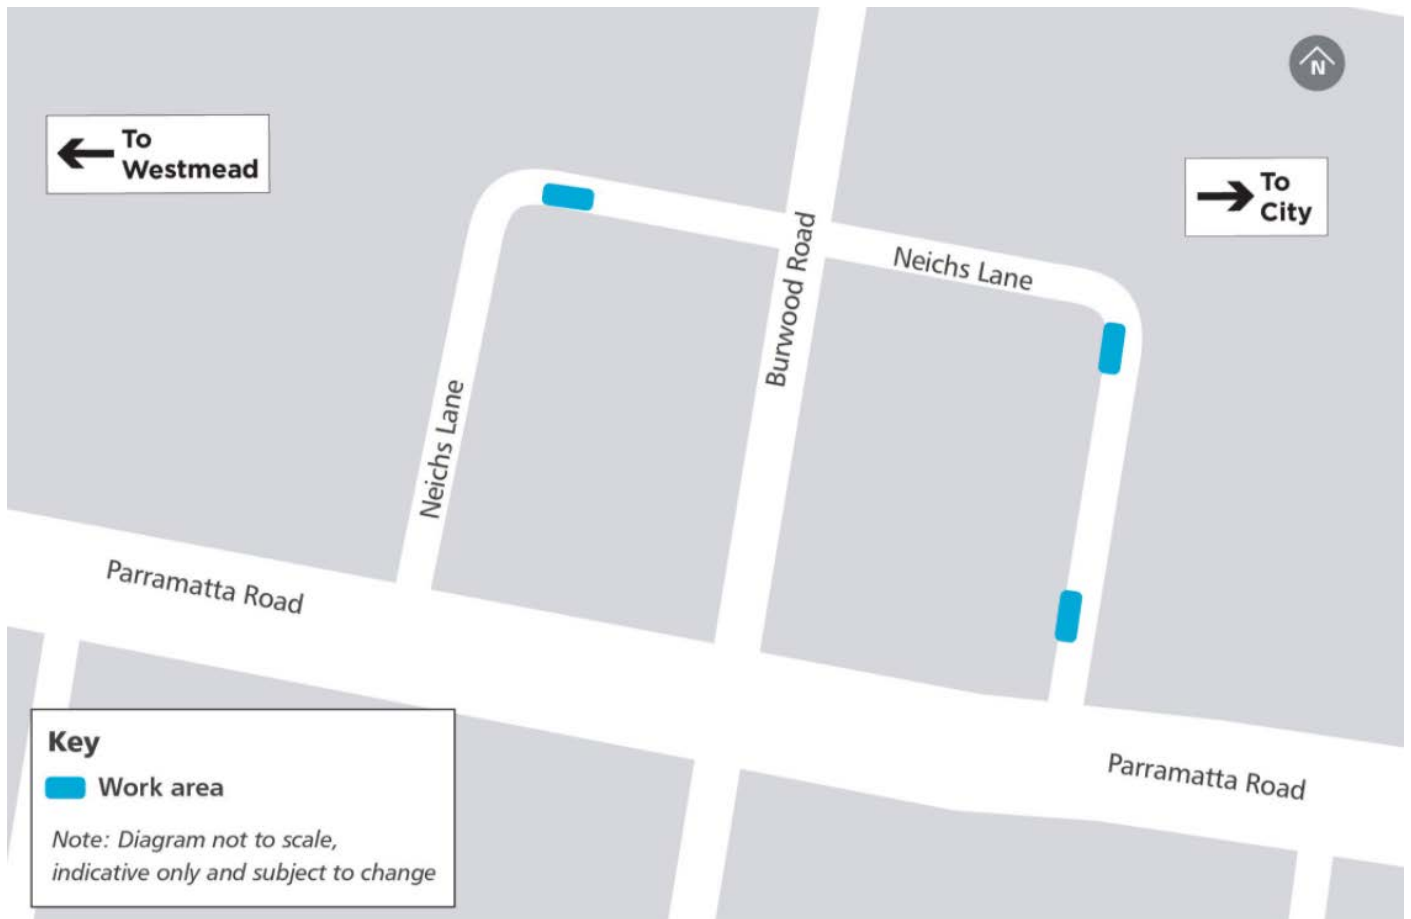 N
To
Westmead
To
City
Burwood Road
Neichs Lane
Neichs Lane
Parramatta Road
Parramatta Road
Key
Work area
Note: Diagram not to scale,
indicative only and subject to change